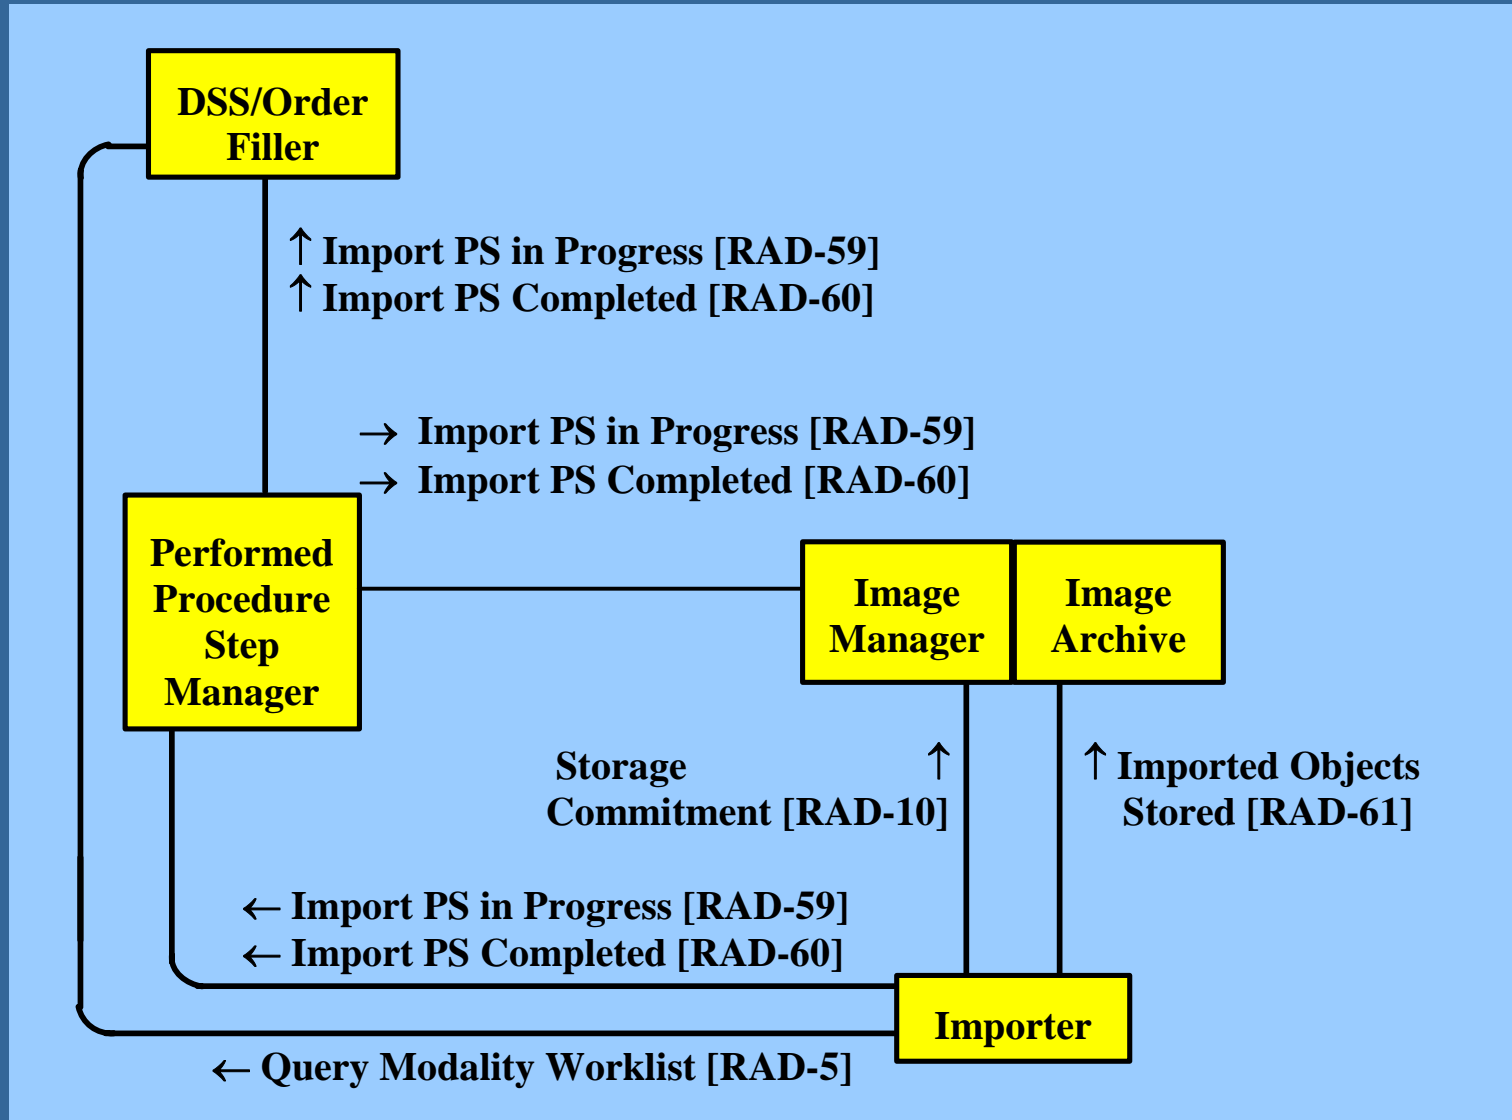 DSS/Order
Filler
↑ Import PS in Progress [RAD-59]
↑ Import PS Completed [RAD-60]
→ Import PS in Progress [RAD-59]
→ Import PS Completed [RAD-60]
Performed
Procedure
Step
Manager
Image
Manager
Image
Archive
Storage ↑
Commitment [RAD-10]
↑ Imported Objects
Stored [RAD-61]
← Import PS in Progress [RAD-59]
← Import PS Completed [RAD-60]
Importer
← Query Modality Worklist [RAD-5]